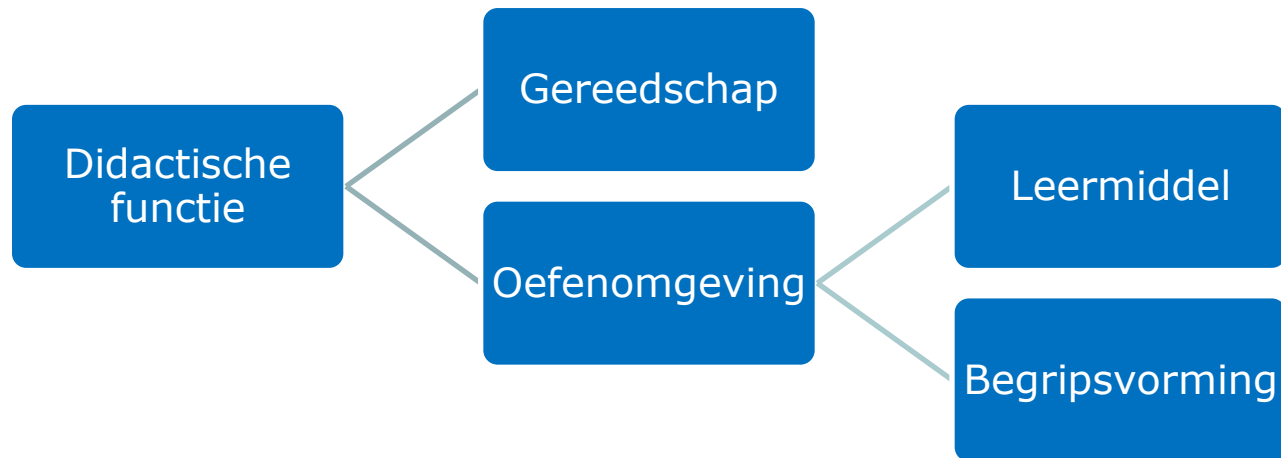 Didactische
functie
Gereedschap
Oefenomgeving
Leermiddel
Begripsvorming